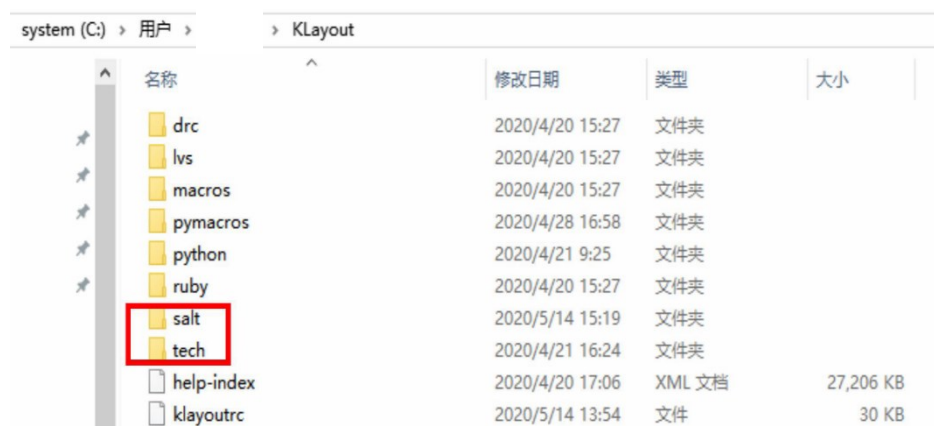 system (C:) › 用户 › › KLayout
名称 修改日期 类型 大小
drc 2020/4/20 15:27 文件夹
lvs 2020/4/20 15:27 文件夹
macros 2020/4/20 15:27 文件夹
pymacros 2020/4/28 16:58 文件夹
python 2020/4/21 9:25 文件夹
ruby 2020/4/20 15:27 文件夹
salt 2020/5/14 15:19 文件夹
tech 2020/4/21 16:24 文件夹
help-index 2020/4/20 17:06 XML 文档 27,206 KB
klayoutrc 2020/5/14 13:54 文件 30 KB